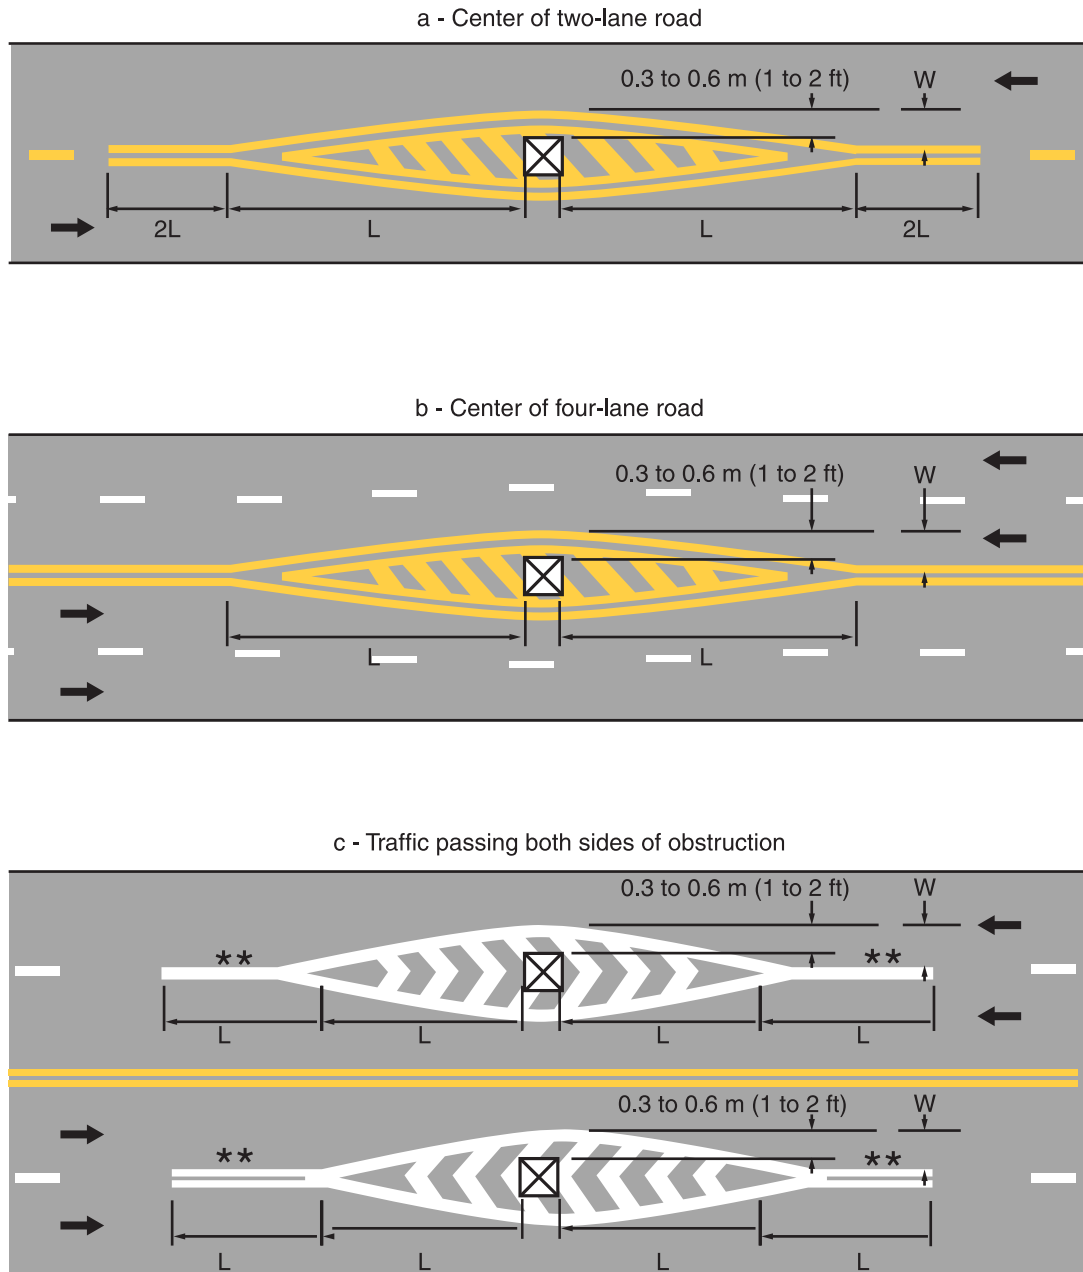 a - Center of two-lane road
0.3 to 0.6 m (1 to 2 ft) W
2L L L 2L
b - Center of four-lane road
0.3 to 0.6 m (1 to 2 ft) W
L L
c - Traffic passing both sides of obstruction
0.3 to 0.6 m (1 to 2 ft) W
** **
L L L L
0.3 to 0.6 m (1 to 2 ft) W
** **
L L L L